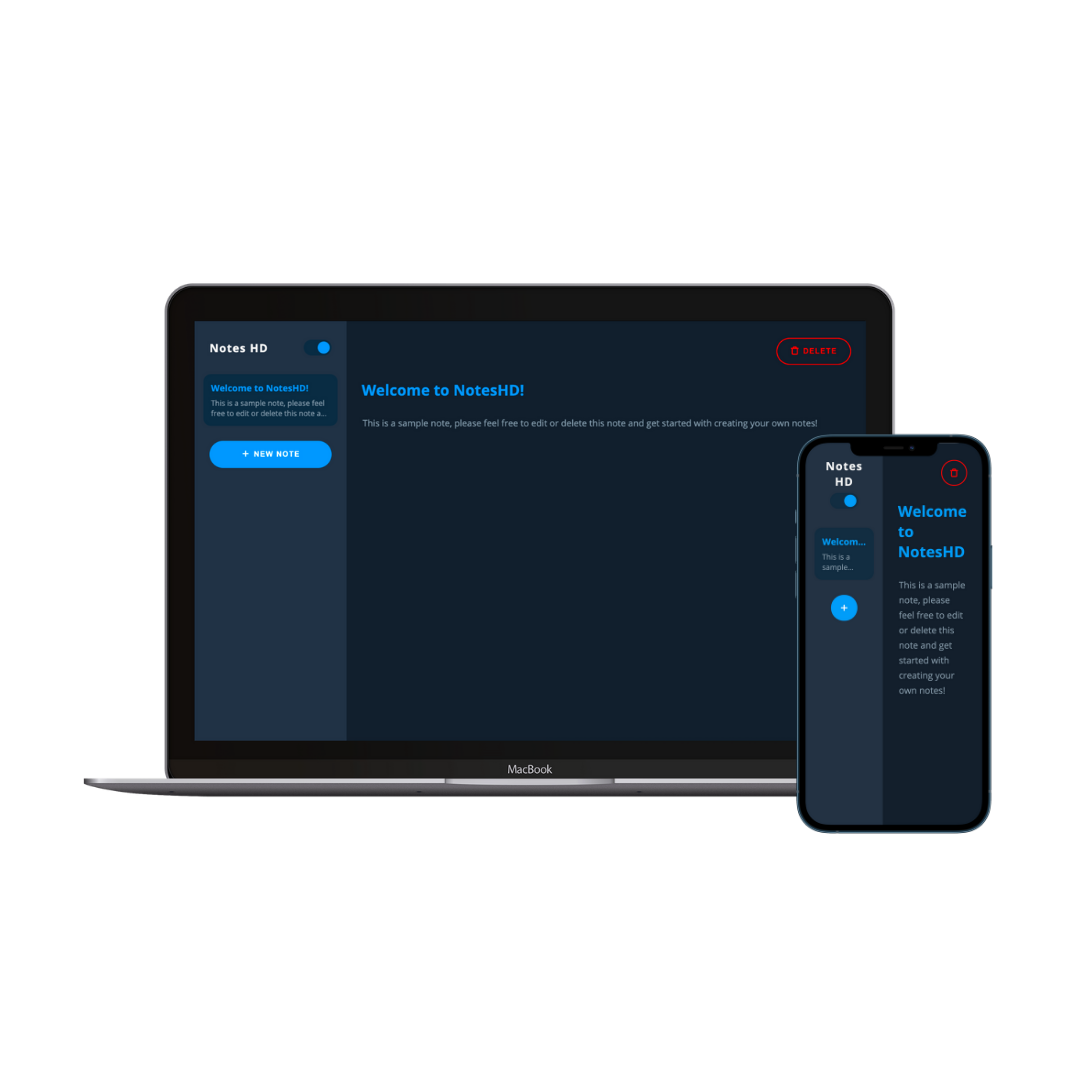 Notes HD
Welcome to NotesHD!
This is a sample note, please feel
free to edit or delete this note a...
+ NEW NOTE
DELETE
Welcome to NotesHD!
This is a sample note, please feel free to edit or delete this note and get started with creating your own notes!
MacBook
Notes
HD
Welcom...
This is a
sample...
+
Welcome
to
NotesHD
This is a sample
note, please
feel free to edit
or delete this
note and get
started with
creating your
own notes!